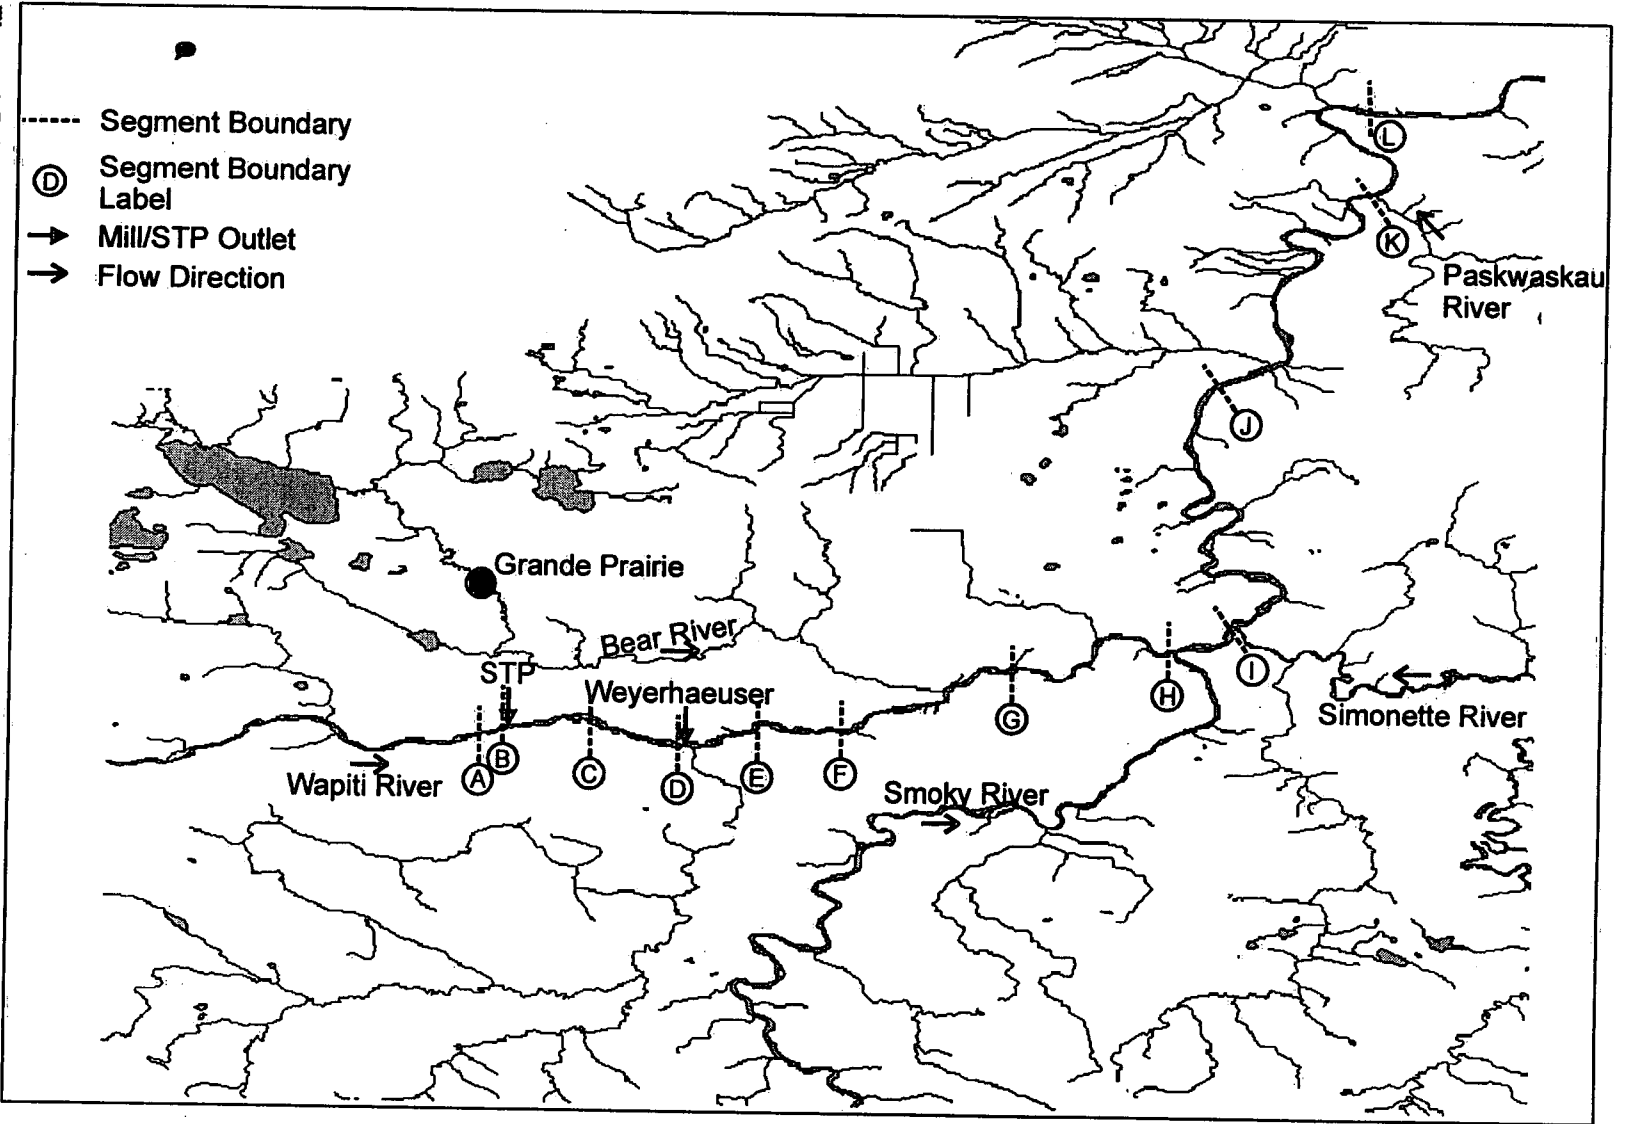 Segment Boundary
D
Segment Boundary
Label
Mill/STP Outlet
Flow Direction
L
K
Paskwaskau
River
J
Grande Prairie
Bear River
STP
Weyerhaeuser
I
H
G
Simonette River
Wapiti River
A
B
C
D
E
F
Smoky River